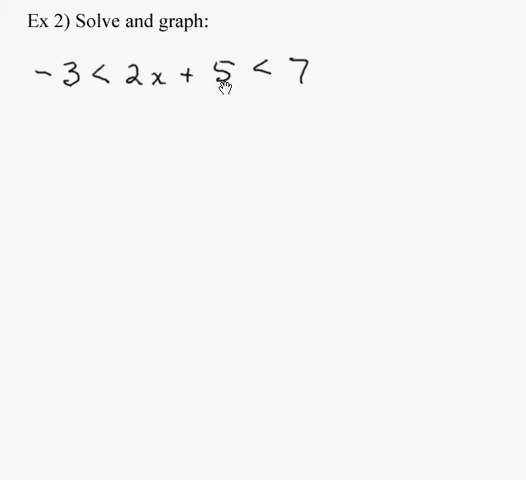 Ex 2) Solve and graph:
- 3 < 2x + 5 < 7